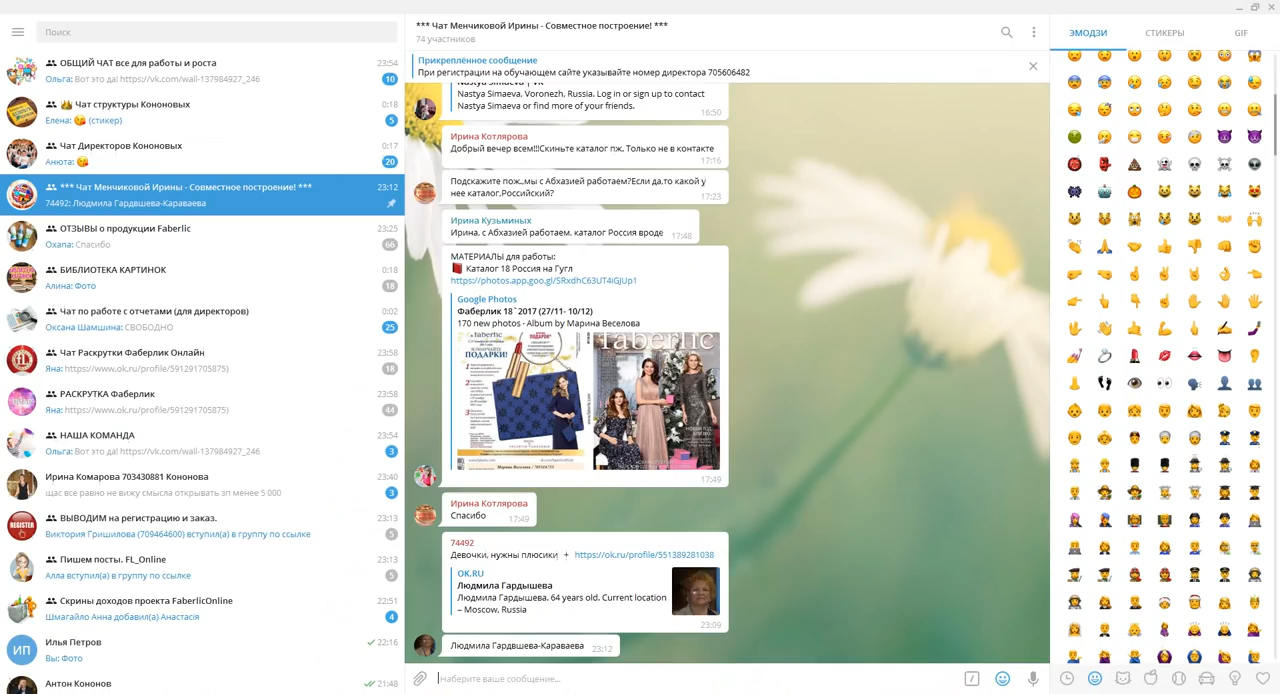 Поиск
ОБЩИЙ ЧАТ все для работы и роста
23:54
Ольга: Вот это да! https://vk.com/wall-137984927_246
10
Чат структуры Кононовых
0:18
Елена: 😘 (стикер)
5
Чат Директоров Кононовых
0:17
Анюта: 😘
20
*** Чат Менчиковой Ирины - Совместное построение! ***
23:12
74492: Людмила Гардвшева-Караваева
ОТЗЫВЫ о продукции Faberlic
23:25
Oxana: Спасибо
66
БИБЛИОТЕКА КАРТИНОК
0:18
Алина: Фото
18
Чат по работе с отчетами (для директоров)
0:02
Оксана Шамшина: СВОБОДНО
25
Чат Раскрутки Фаберлик Онлайн
23:58
Яна: https://www.ok.ru/profile/591291705875)
18
РАСКРУТКА Фаберлик
23:58
Яна: https://www.ok.ru/profile/591291705875)
44
НАША КОМАНДА
23:54
Ольга: Вот это да! https://vk.com/wall-137984927_246
3
Ирина Комарова 703430881 Кононова
23:40
щас все равно не вижу смысла открывать зп менее 5 000
3
ВЫВОДИМ на регистрацию и заказ.
23:13
Виктория Гришилова (709464600) вступил(а) в группу по ссылке
5
Пишем посты. FL_Online
23:13
Алла вступил(а) в группу по ссылке
5
Скрины доходов проекта FaberlicOnline
22:51
Шмагайло Анна добавил(а) Анастасія
4
ИП
Илья Петров
22:16
Вы: Фото
Антон Кононов
21:48
*** Чат Менчиковой Ирины - Совместное построение! ***
74 участников
Прикреплённое сообщение
При регистрации на обучающем сайте указывайте номер директора 705606482
Nastya Simaeva | VK
Nastya Simaeva, Voronezh, Russia. Log in or sign up to contact
Nastya Simaeva or find more of your friends.
16:50
Ирина Котлярова
Добрый вечер всем!!!Скиньте каталог пж. Только не в контакте
17:16
Подскажите пож.,мы с Абхазией работаем?Если да,то какой у
нее каталог,Российский?
17:23
Ирина Кузьминых
Ирина, с Абхазией работаем. каталог Россия вроде
17:48
МАТЕРИАЛЫ для работы:
📕 Каталог 18 Россия на Гугл
https://photos.app.goo.gl/SRxdhC63UT4iGJUp1
Google Photos
Фаберлик 18`2017 (27/11- 10/12)
170 new photos · Album by Марина Веселова
ПОДАРКИ!
faberlic
17:49
Ирина Котлярова
Спасибо
17:49
74492
Девочки, нужны плюсики + https://ok.ru/profile/551389281038
OK.RU
Людмила Гардышева
Людмила Гардышева. 64 years old. Current location
– Moscow, Russia
23:09
Людмила Гардвшева-Караваева
23:12
Наберите ваше сообщение...
ЭМОДЗИ
СТИКЕРЫ
GIF